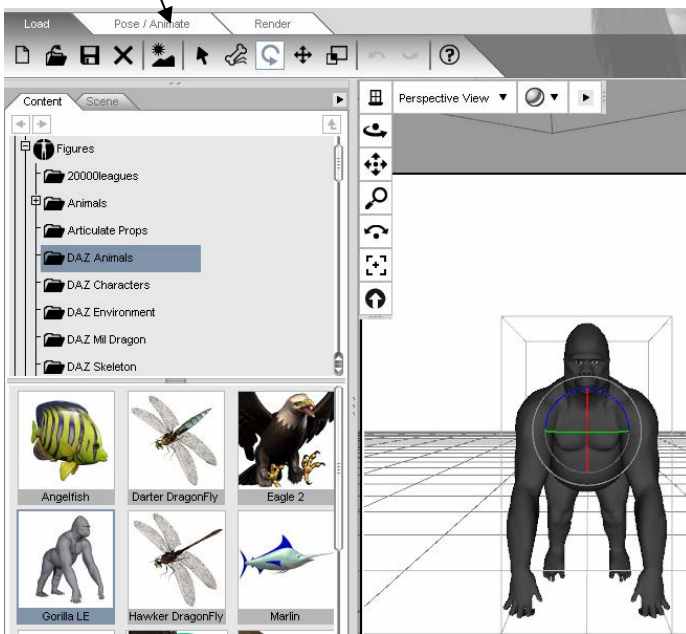 Load Pose / Animate Render
Content Scene
Perspective View
Figures
20000leagues
Animals
Articulate Props
DAZ Animals
DAZ Characters
DAZ Environment
DAZ Mil Dragon
DAZ Skeleton
Angelfish Darter DragonFly Eagle 2
Gorilla LE Hawker DragonFly Marlin